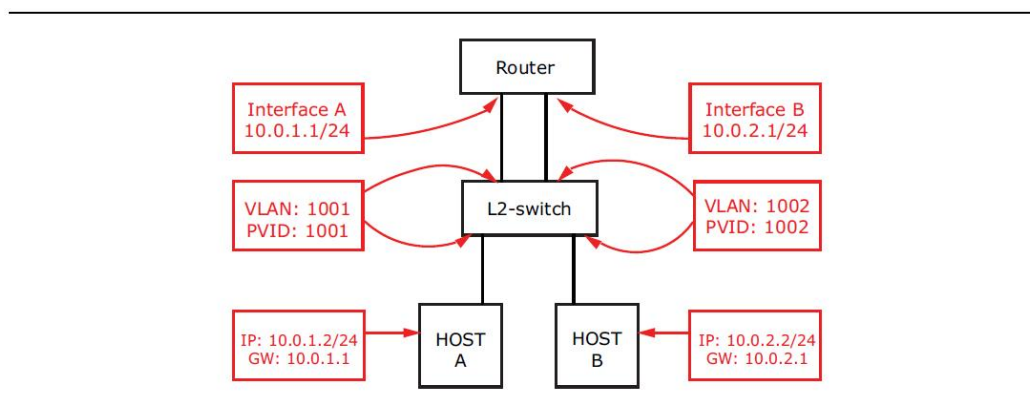 Router
Interface A
10.0.1.1/24
Interface B
10.0.2.1/24
VLAN: 1001
PVID: 1001
L2-switch
VLAN: 1002
PVID: 1002
IP: 10.0.1.2/24
GW: 10.0.1.1
HOST
A
HOST
B
IP: 10.0.2.2/24
GW: 10.0.2.1